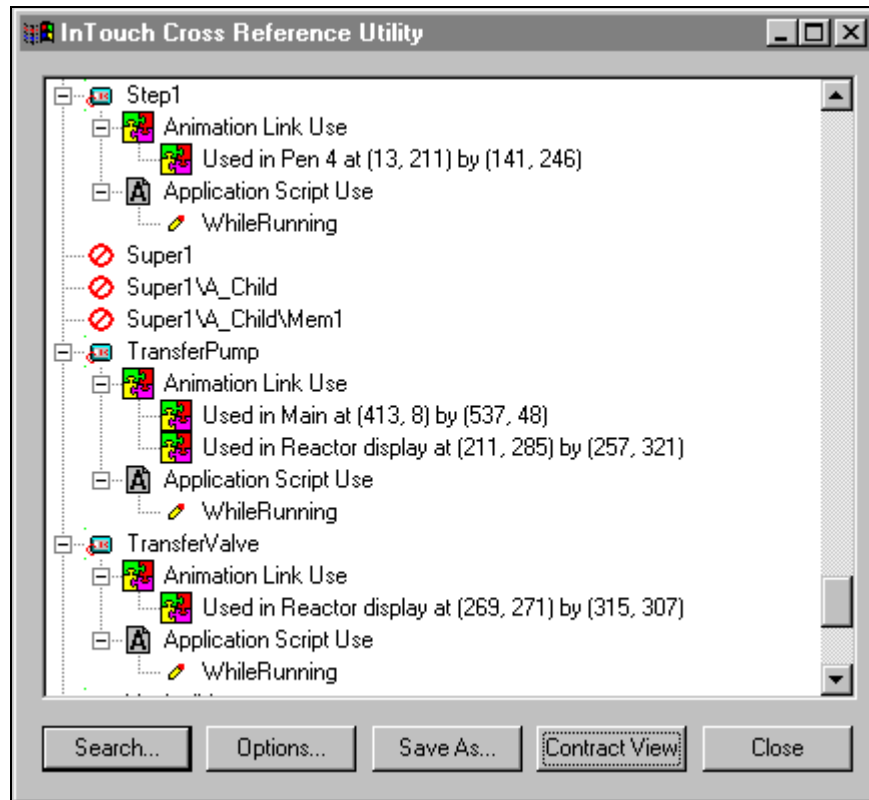 InTouch Cross Reference Utility
Step1
Animation Link Use
Used in Pen 4 at (13, 211) by (141, 246)
Application Script Use
WhileRunning
Super1
Super1\A_Child
Super1\A_Child\Mem1
TransferPump
Animation Link Use
Used in Main at (413, 8) by (537, 48)
Used in Reactor display at (211, 285) by (257, 321)
Application Script Use
WhileRunning
TransferValve
Animation Link Use
Used in Reactor display at (269, 271) by (315, 307)
Application Script Use
WhileRunning
Search... Options... Save As... Contract View Close